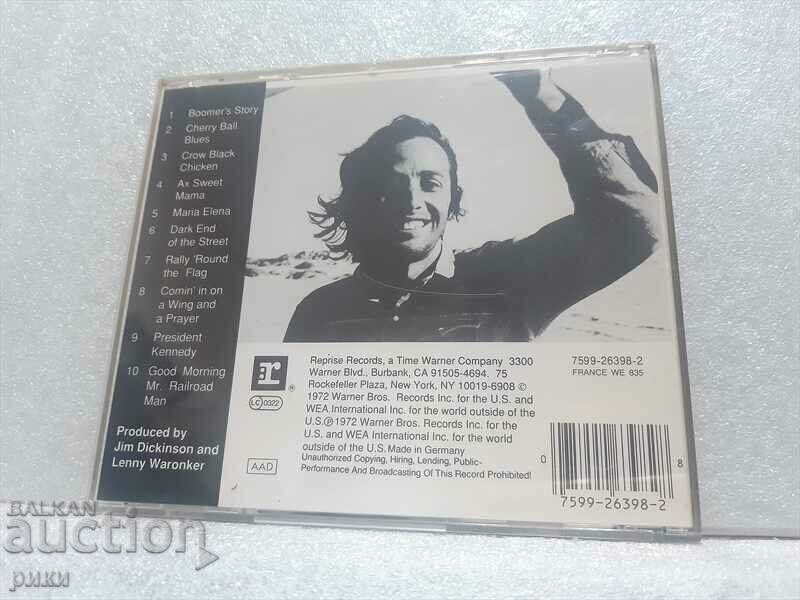 1 Boomer's Story
2 Cherry Ball
Blues
3 Crow Black
Chicken
4 Ax Sweet
Mama
5 Maria Elena
6 Dark End
of the Street
7 Rally 'Round
the Flag
8 Comin' in on
a Wing and
a Prayer
9 President
Kennedy
10 Good Morning
Mr. Railroad
Man
Produced by
Jim Dickinson and
Lenny Waronker
r
®
LC 0322
AAD
Reprise Records, a Time Warner Company 3300
Warner Blvd., Burbank, CA 91505-4694. 75
Rockefeller Plaza, New York, NY 10019-6908 ©
1972 Warner Bros. Records Inc. for the U.S. and
WEA International Inc. for the world outside of the
U.S.℗1972 Warner Bros. Records Inc. for the
U.S. and WEA International Inc. for the world
outside of the U.S. Made in Germany
Unauthorized Copying, Hiring, Lending, Public-
Performance And Broadcasting Of This Record Prohibited!
7599-26398-2
FRANCE WE 835
0
8
7599-26398-2
БALKAN
auction
рики